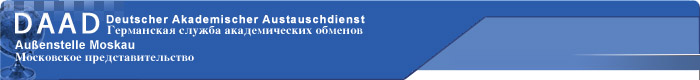 DAAD Deutscher Akademischer Austauschdienst
Германская служба академических обменов
Außenstelle Moskau
Московское представительство